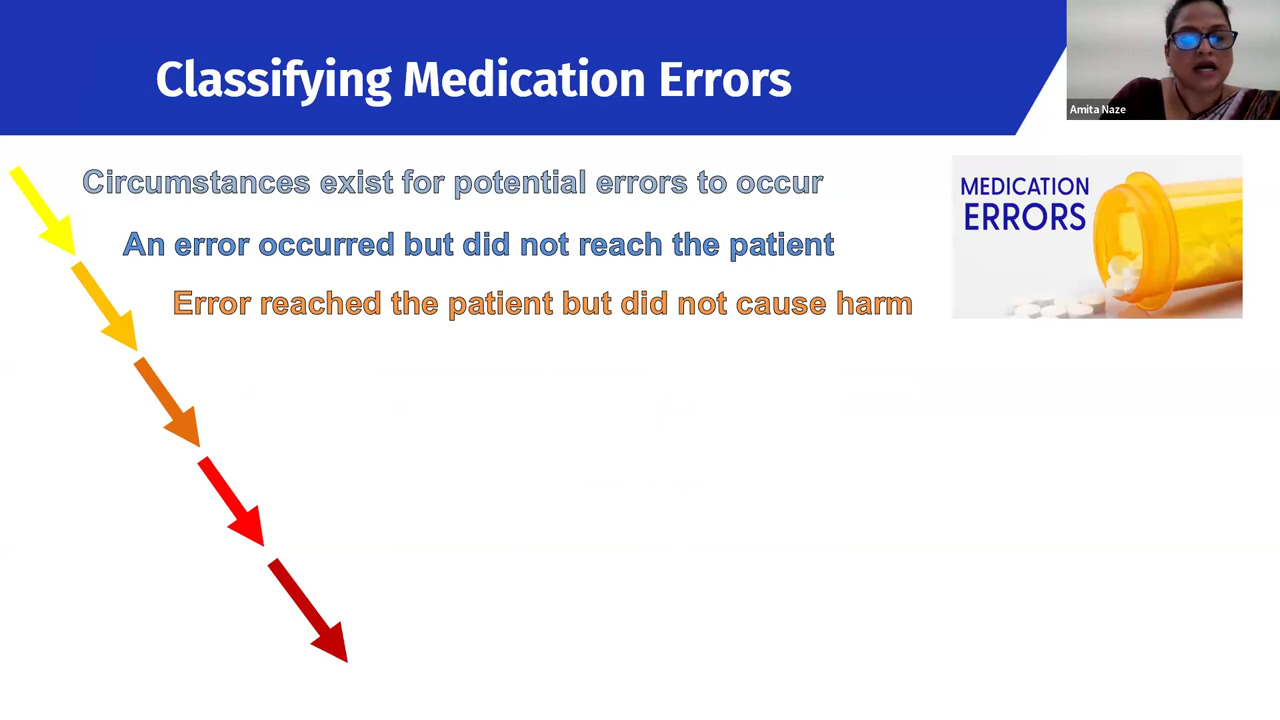 Classifying Medication Errors
Amita Naze
Circumstances exist for potential errors to occur
An error occurred but did not reach the patient
Error reached the patient but did not cause harm
MEDICATION
ERRORS